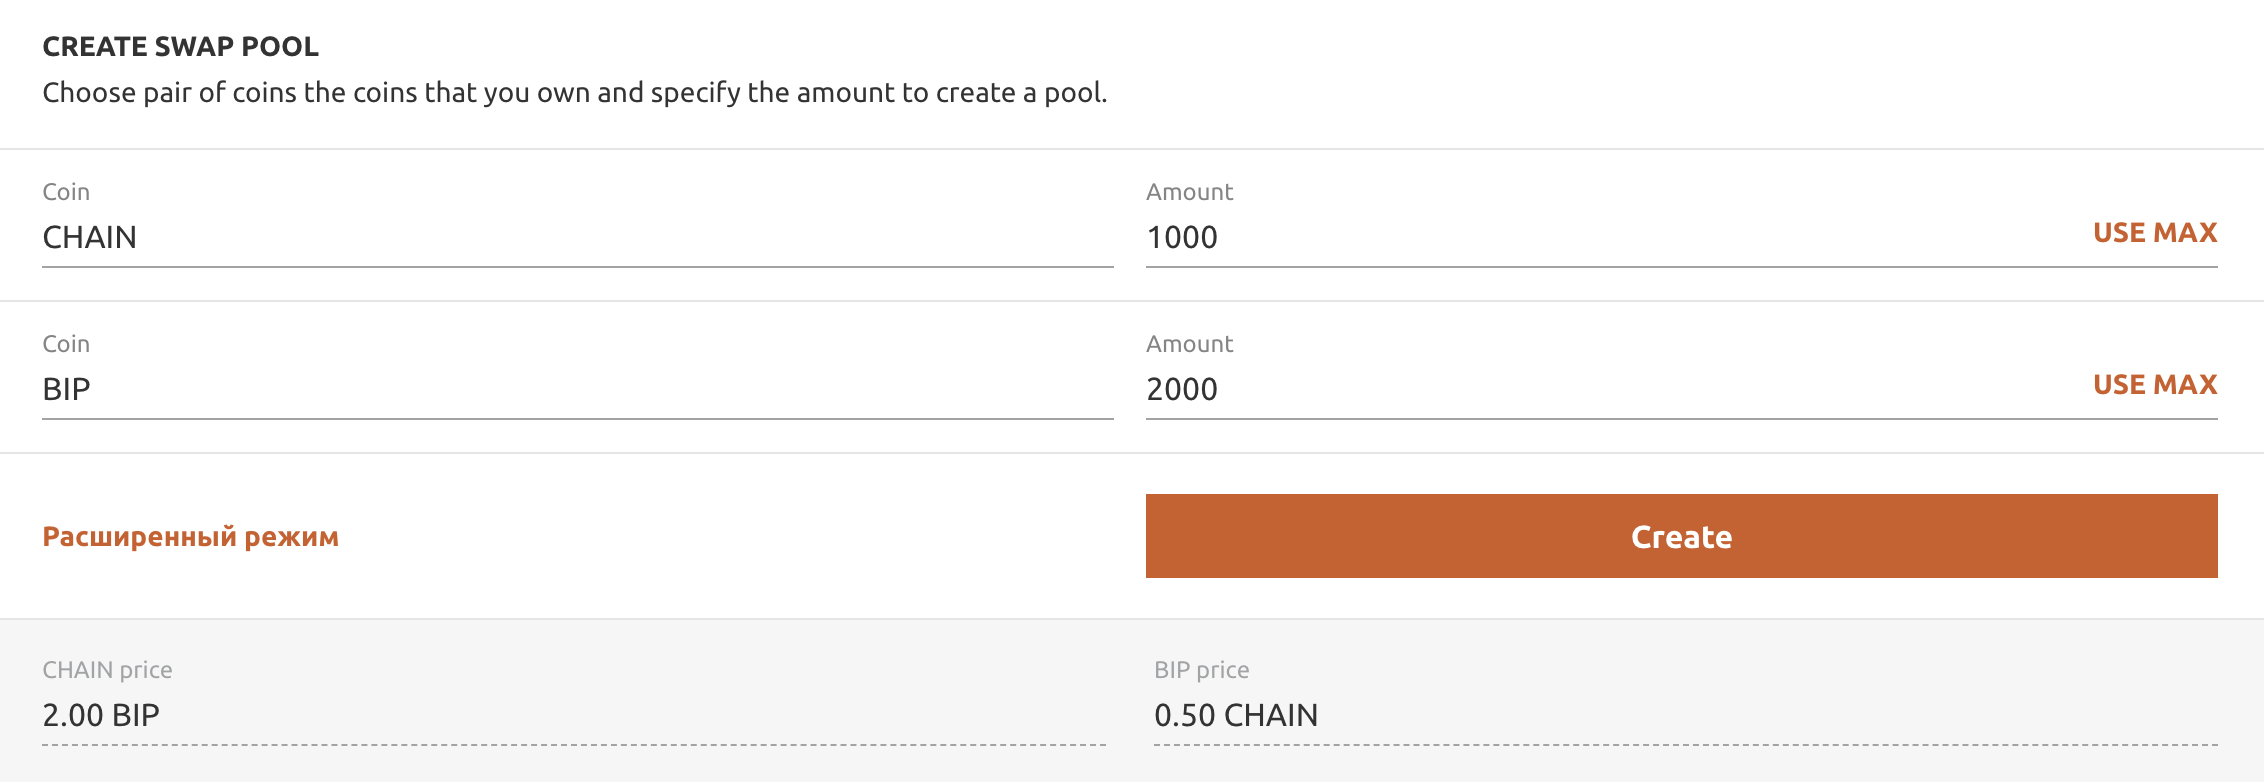 CREATE SWAP POOL
Choose pair of coins the coins that you own and specify the amount to create a pool.
Coin
CHAIN
Amount
1000
USE MAX
Coin
BIP
Amount
2000
USE MAX
Расширенный режим
Create
CHAIN price
2.00 BIP
BIP price
0.50 CHAIN